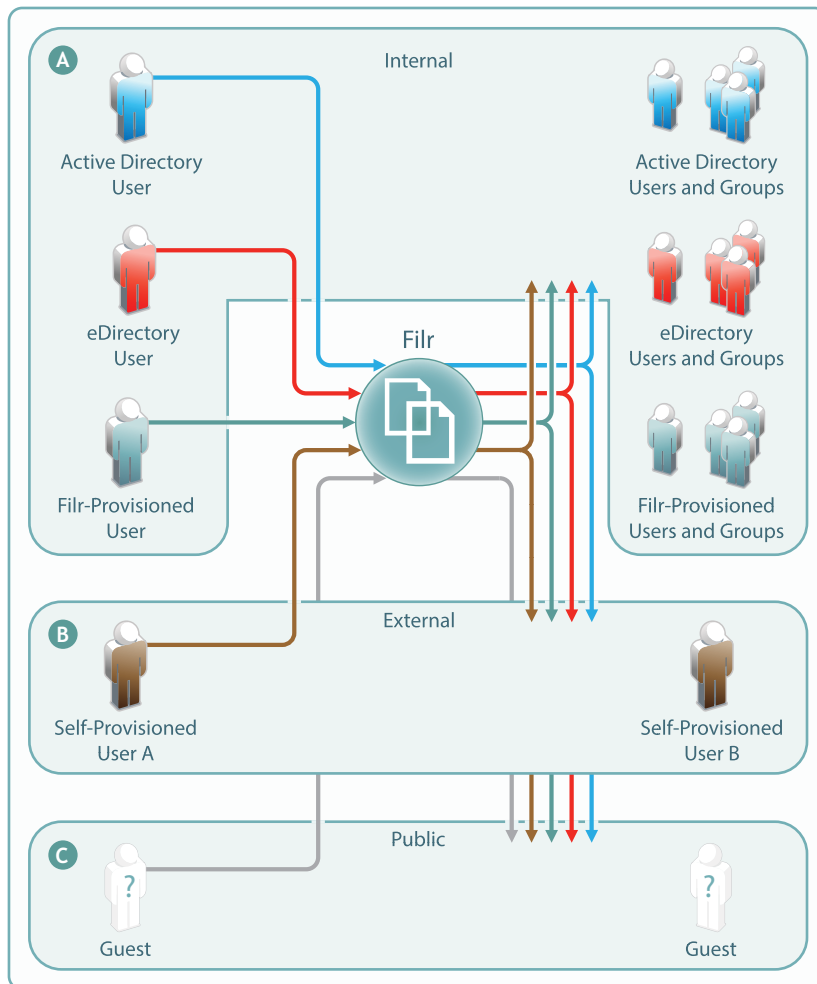 A
Internal
Active Directory
User
Active Directory
Users and Groups
eDirectory
User
eDirectory
Users and Groups
Filr
Filr-Provisioned
User
Filr-Provisioned
Users and Groups
B
External
Self-Provisioned
User A
Self-Provisioned
User B
C
Public
?
Guest
?
Guest